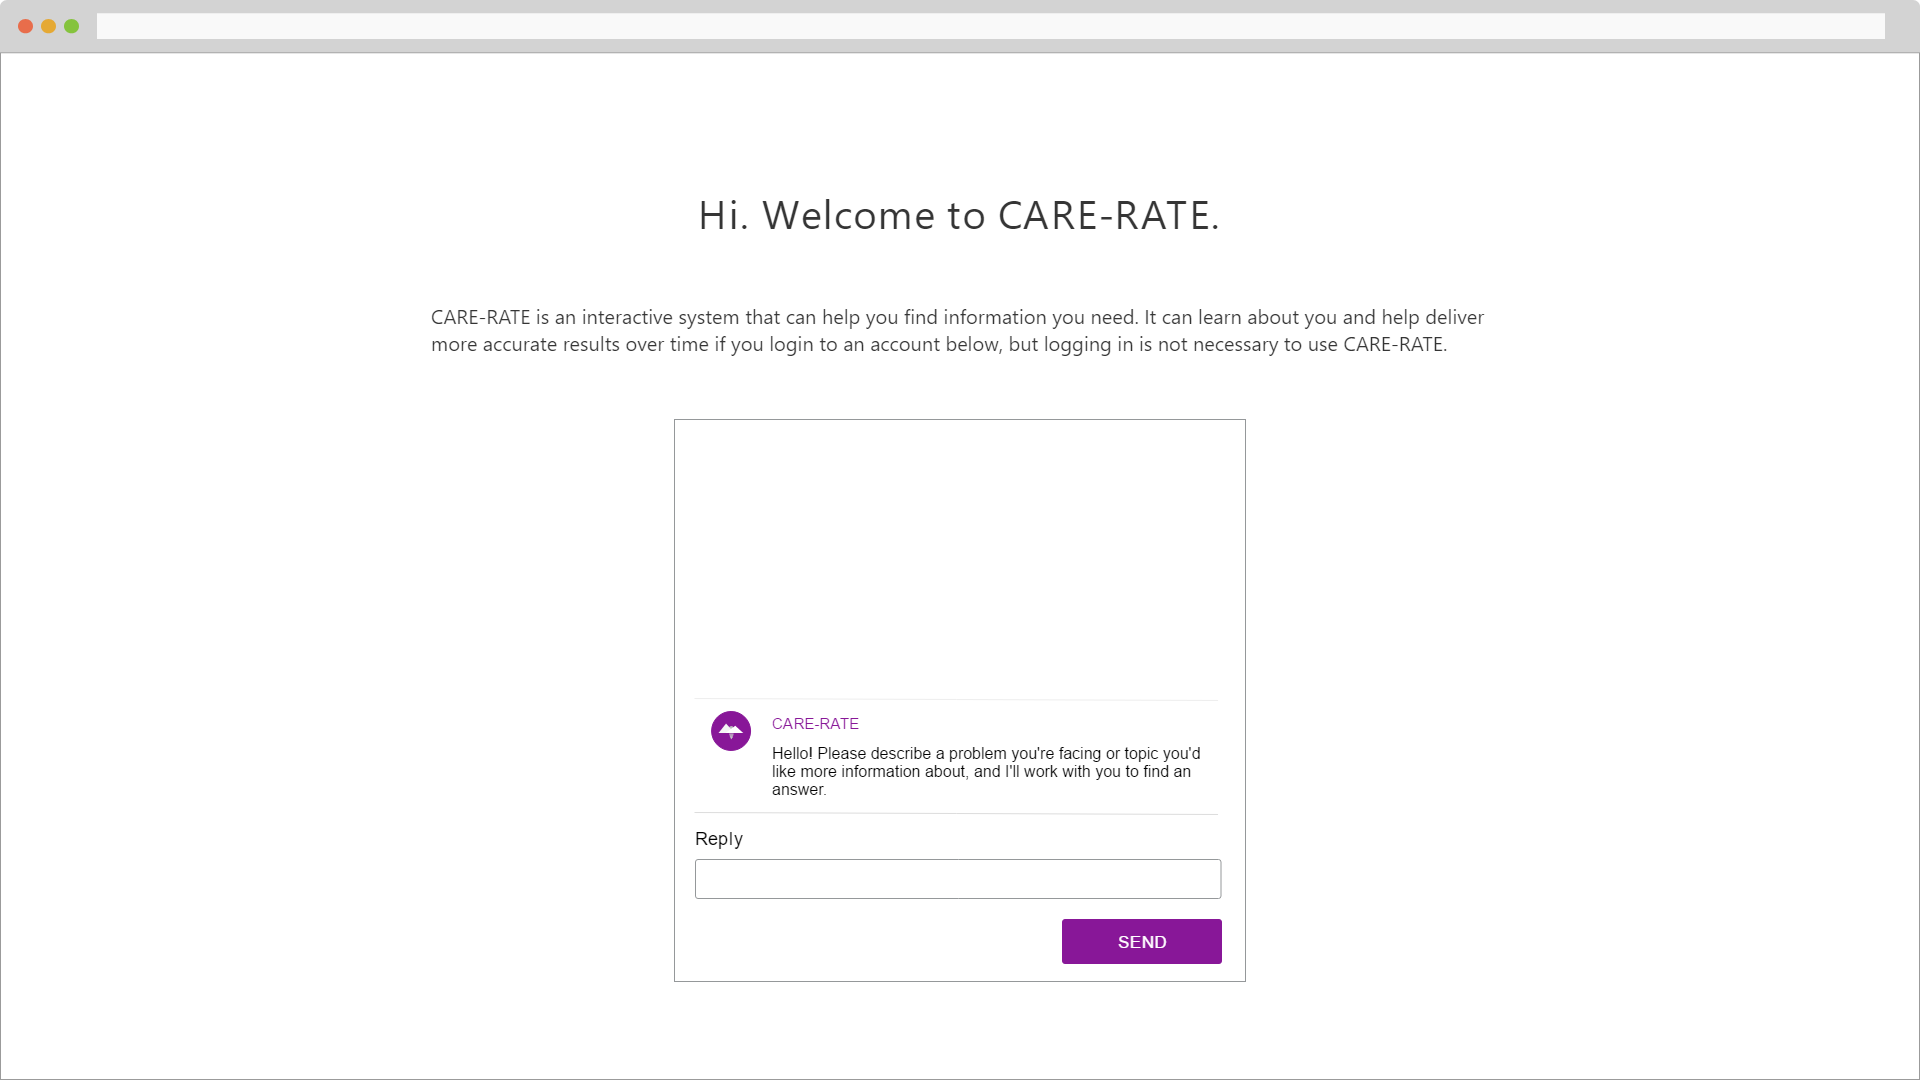 Hi. Welcome to CARE-RATE.
CARE-RATE is an interactive system that can help you find information you need. It can learn about you and help deliver
more accurate results over time if you login to an account below, but logging in is not necessary to use CARE-RATE.
CARE-RATE
Hello! Please describe a problem you're facing or topic you'd
like more information about, and I'll work with you to find an
answer.
Reply
SEND